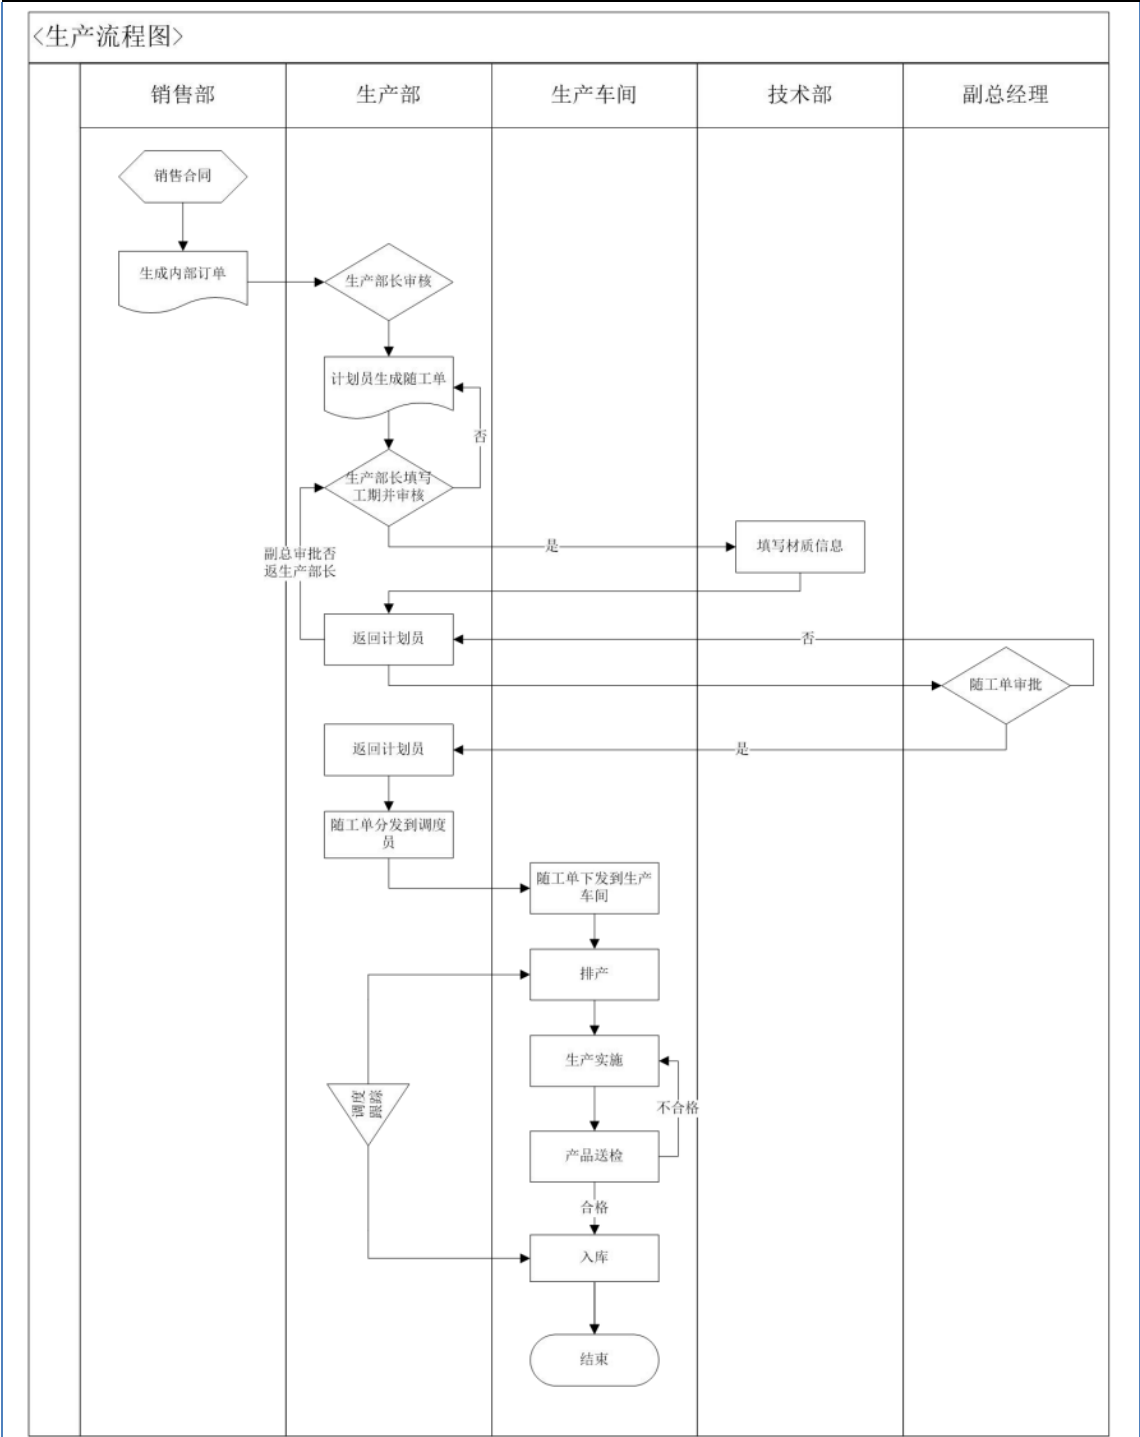 <生产流程图>
销售部
生产部
生产车间
技术部
副总经理
销售合同
生成内部订单
生产部长审核
计划员生成随工单
否
生产部长填写
工期并审核
是
填写材质信息
副总审批否
返生产部长
返回计划员
否
随工单审批
返回计划员
是
随工单分发到调度
员
随工单下发到生产
车间
排产
生产实施
调度
跟踪
不合格
产品送检
合格
入库
结束